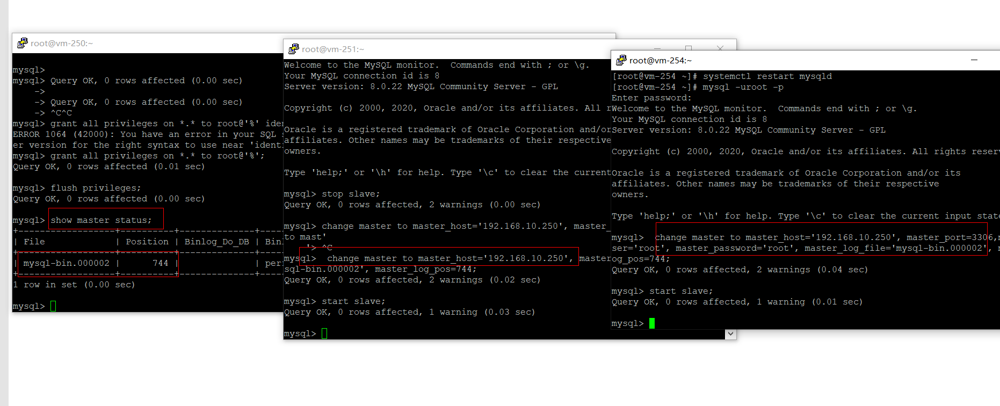 root@vm-250:~
mysql>
mysql> Query OK, 0 rows affected (0.00 sec)
    ->
    -> Query OK, 0 rows affected (0.00 sec)
    -> ^C^C
mysql> grant all privileges on *.* to root@'%' iden
ERROR 1064 (42000): You have an error in your SQL s
er version for the right syntax to use near 'identi
mysql> grant all privileges on *.* to root@'%';
Query OK, 0 rows affected (0.01 sec)
mysql> flush privileges;
Query OK, 0 rows affected (0.00 sec)
mysql> show master status;
+------------------+----------+--------------+-----
| File             | Position | Binlog_Do_DB | Bin
+------------------+----------+--------------+-----
| mysql-bin.000002 |      744 |              | per
+------------------+----------+--------------+-----
1 row in set (0.00 sec)
mysql>
root@vm-251:~
Welcome to the MySQL monitor.  Commands end with ; or \g.
Your MySQL connection id is 8
Server version: 8.0.22 MySQL Community Server - GPL
Copyright (c) 2000, 2020, Oracle and/or its affiliates. All r
Oracle is a registered trademark of Oracle Corporation and/or
affiliates. Other names may be trademarks of their respective
owners.
Type 'help;' or '\h' for help. Type '\c' to clear the current
mysql> stop slave;
Query OK, 0 rows affected, 2 warnings (0.00 sec)
mysql> change master to master_host='192.168.10.250', master_
to mast'
    '> ^C
mysql>  change master to master_host='192.168.10.250', master
sql-bin.000002', master_log_pos=744;
Query OK, 0 rows affected, 2 warnings (0.02 sec)
mysql> start slave;
Query OK, 0 rows affected, 1 warning (0.03 sec)
mysql>
root@vm-254:~
[root@vm-254 ~]# systemctl restart mysqld
[root@vm-254 ~]# mysql -uroot -p
Enter password:
Welcome to the MySQL monitor.  Commands end with ; or \g.
Your MySQL connection id is 8
Server version: 8.0.22 MySQL Community Server - GPL
Copyright (c) 2000, 2020, Oracle and/or its affiliates. All rights reserv
Oracle is a registered trademark of Oracle Corporation and/or its
affiliates. Other names may be trademarks of their respective
owners.
Type 'help;' or '\h' for help. Type '\c' to clear the current input state
mysql>  change master to master_host='192.168.10.250', master_port=3306,m
ser='root', master_password='root', master_log_file='mysql-bin.000002', m
og_pos=744;
Query OK, 0 rows affected, 2 warnings (0.04 sec)
mysql> start slave;
Query OK, 0 rows affected, 1 warning (0.01 sec)
mysql>